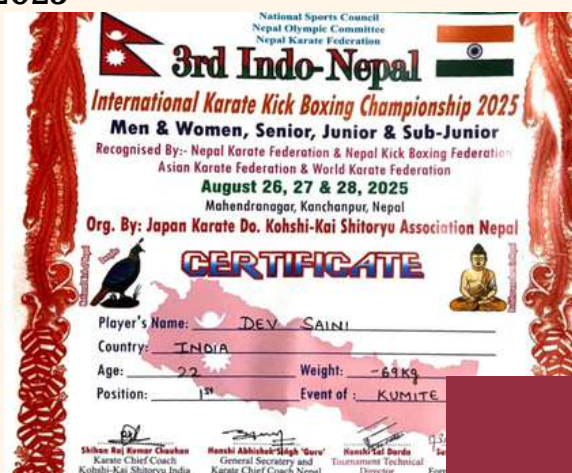 2025
National Sports Council
Nepal Olympic Committee
Nepal Karate Federation
3rd Indo-Nepal
International Karate Kick Boxing Championship 2025
Men & Women, Senior, Junior & Sub-Junior
Recognised By:- Nepal Karate Federation & Nepal Kick Boxing Federation
Asian Karate Federation & World Karate Federation
August 26, 27 & 28, 2025
Mahendranagar, Kanchanpur, Nepal
Org. By: Japan Karate Do. Kohshi-Kai Shitoryu Association Nepal
CERTIFICATE
Player's Name: DEV SAINI
Country: INDIA
Age: 22 Weight: -69Kg
Position: 1st Event of : KUMITE
Shihan Raj Kumar Chauhan
Karate Chief Coach
Kohshi-Kai Shitoryu India
Hanshi Abhishek Singh 'Guru'
General Secratery and
Karate Chief Coach Nepal
Hanshi Lal Darda
Tournament Technical
Director